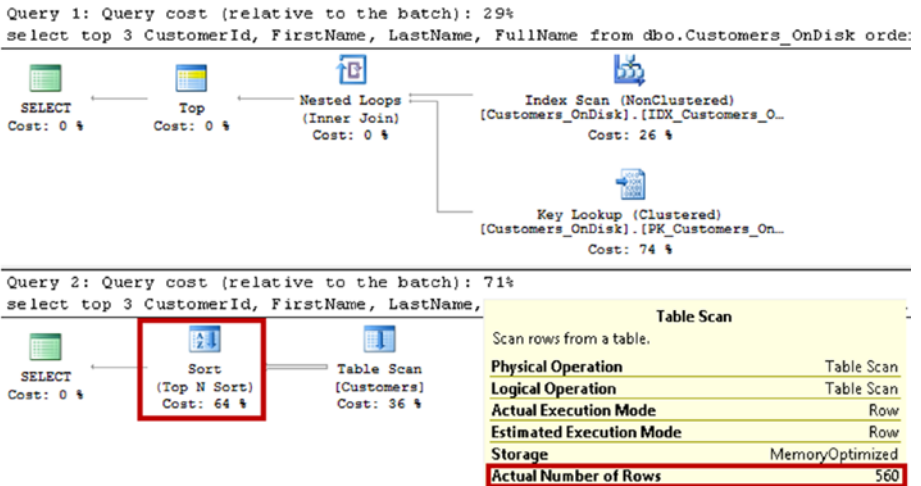 Query 1: Query cost (relative to the batch): 29%
select top 3 CustomerId, FirstName, LastName, FullName from dbo.Customers_OnDisk order
SELECT
Cost: 0 %
Top
Cost: 0 %
Nested Loops
(Inner Join)
Cost: 0 %
Index Scan (NonClustered)
[Customers_OnDisk].[IDX_Customers_O…
Cost: 26 %
Key Lookup (Clustered)
[Customers_OnDisk].[PK_Customers_On…
Cost: 74 %
Query 2: Query cost (relative to the batch): 71%
select top 3 CustomerId, FirstName, LastName,
SELECT
Cost: 0 %
Sort
(Top N Sort)
Cost: 64 %
Table Scan
[Customers]
Cost: 36 %
Table Scan
Scan rows from a table.
Physical Operation Table Scan
Logical Operation Table Scan
Actual Execution Mode Row
Estimated Execution Mode Row
Storage MemoryOptimized
Actual Number of Rows 560